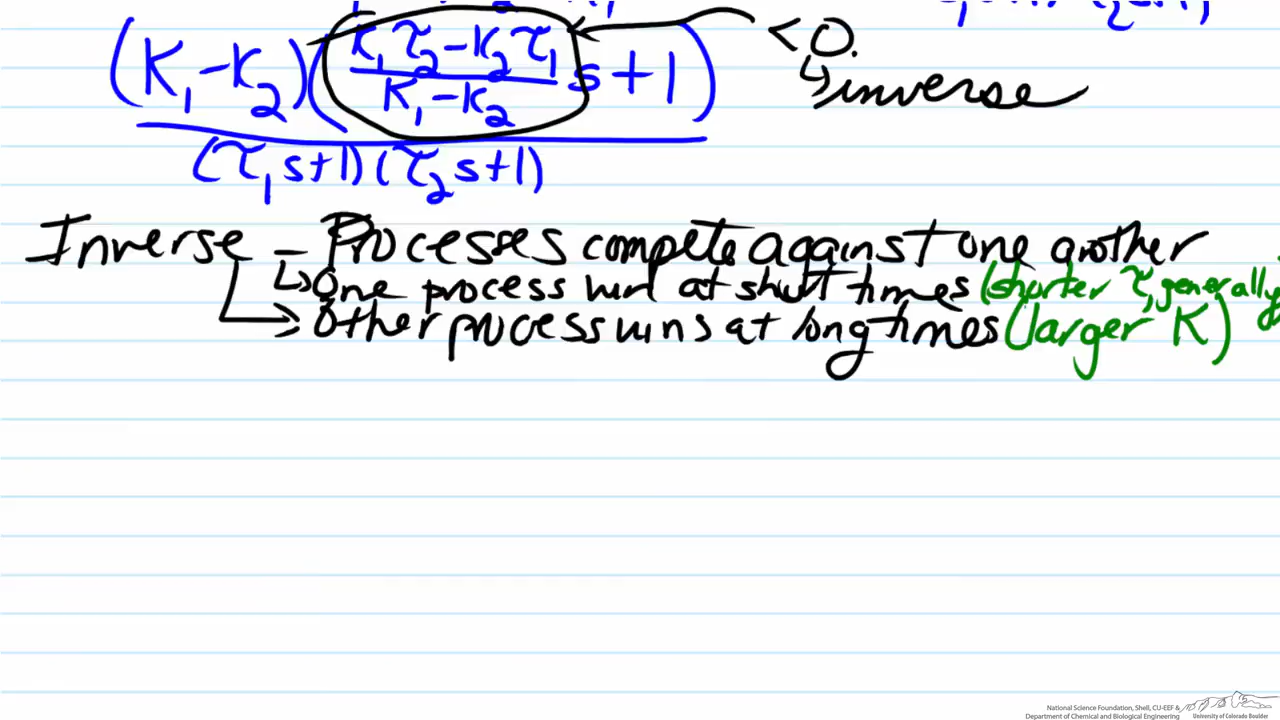 (K₁-K₂)( (K₁τ₂-K₂τ₁)/(K₁-K₂) s+1) < 0.
inverse
(τ₁s+1)(τ₂s+1)
Inverse - Processes compete against one another
One process at short times (shorter τ, generally
Other process wins at long times (larger K)
National Science Foundation, Shell, CU-EEF &
Department of Chemical and Biological Engineering
University of Colorado Boulder